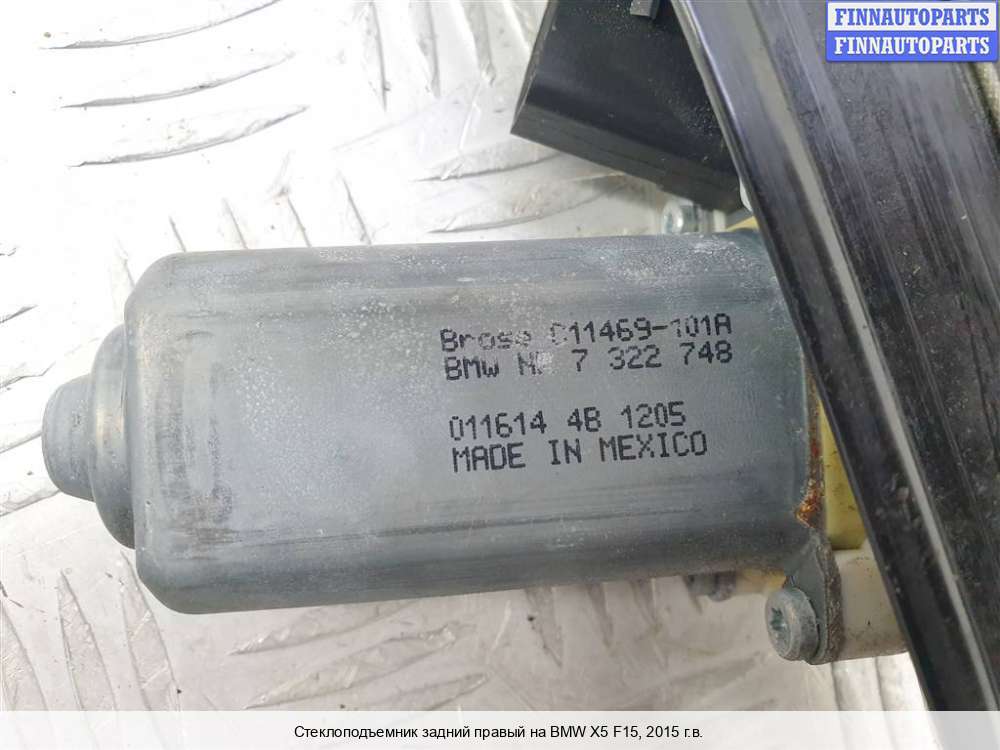 FINNAUTOPARTS
FINNAUTOPARTS
Brose C11469-101A
BMW NR 7 322 748
011614 4B 1205
MADE IN MEXICO
Стеклоподъемник задний правый на BMW X5 F15, 2015 г.в.